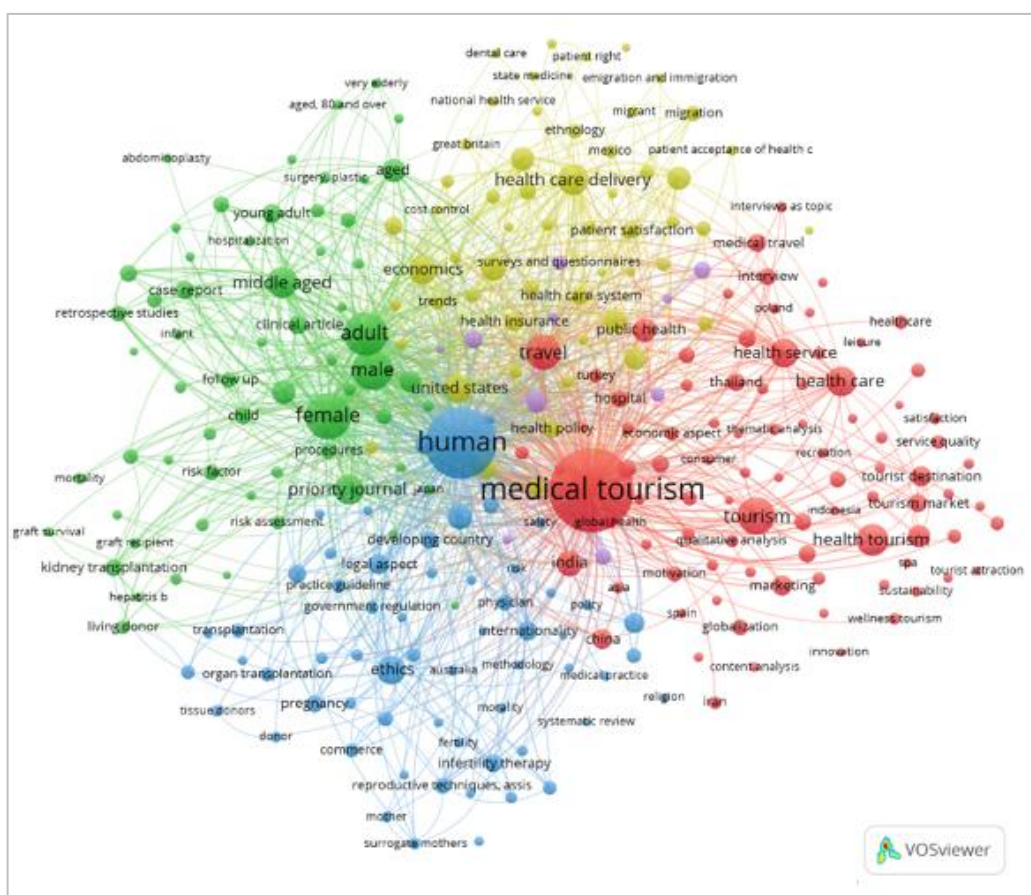 dental care
patient right
state medicine
emigration and immigration
very elderly
aged, 80 and over
national health service
migrant
migration
ethnology
great britain
mexico
patient acceptance of health c
abdominoplasty
aged
surgery, plastic
health care delivery
young adult
cost control
interviews as topic
patient satisfaction
hospitalization
medical travel
economics
surveys and questionnaires
interview
middle aged
case report
trends
health care system
poland
retrospective studies
clinical article
health insurance
public health
healthcare
infant
adult
leisure
travel
health service
male
turkey
follow up
united states
thailand
health care
hospital
child
female
human
health policy
economic aspect
thematic analysis
satisfaction
service quality
procedures
consumer
recreation
mortality
risk factor
tourist destination
priority journal
japan
medical tourism
indonesia
tourism market
risk assessment
safety
global health
tourism
graft survival
graft recipient
developing country
qualitative analysis
health tourism
kidney transplantation
legal aspect
india
spa
tourist attraction
risk
motivation
practice guideline
asia
marketing
sustainability
hepatitis b
government regulation
physician
policy
spain
wellness tourism
living donor
transplantation
internationality
china
globalization
innovation
organ transplantation
ethics
australia
methodology
medical practice
content analysis
tissue donors
pregnancy
morality
religion
iran
systematic review
donor
commerce
fertility
infertility therapy
reproductive techniques, assis
mother
surrogate mothers
VOSviewer